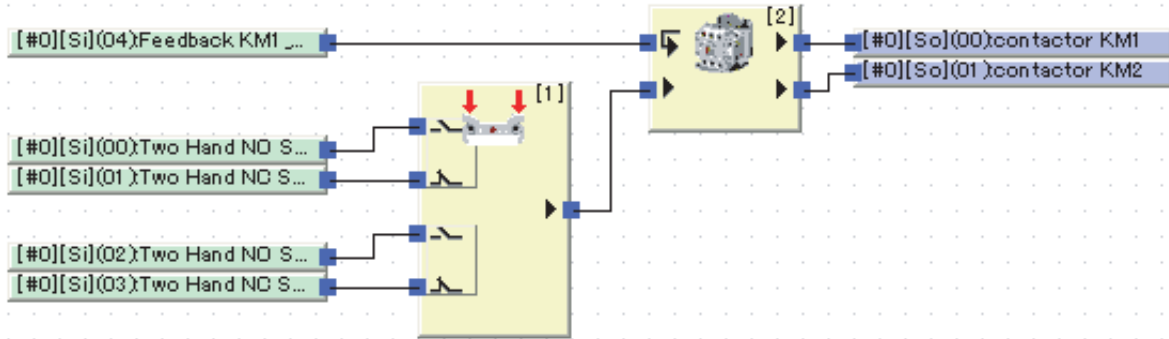 [#0][Si](04):Feedback KM1 _...
[2]
[#0][So](00):contactor KM1
[#0][So](01):contactor KM2
[1]
[#0][Si](00):Two Hand NO S...
[#0][Si](01):Two Hand NC S...
[#0][Si](02):Two Hand NO S...
[#0][Si](03):Two Hand NC S...